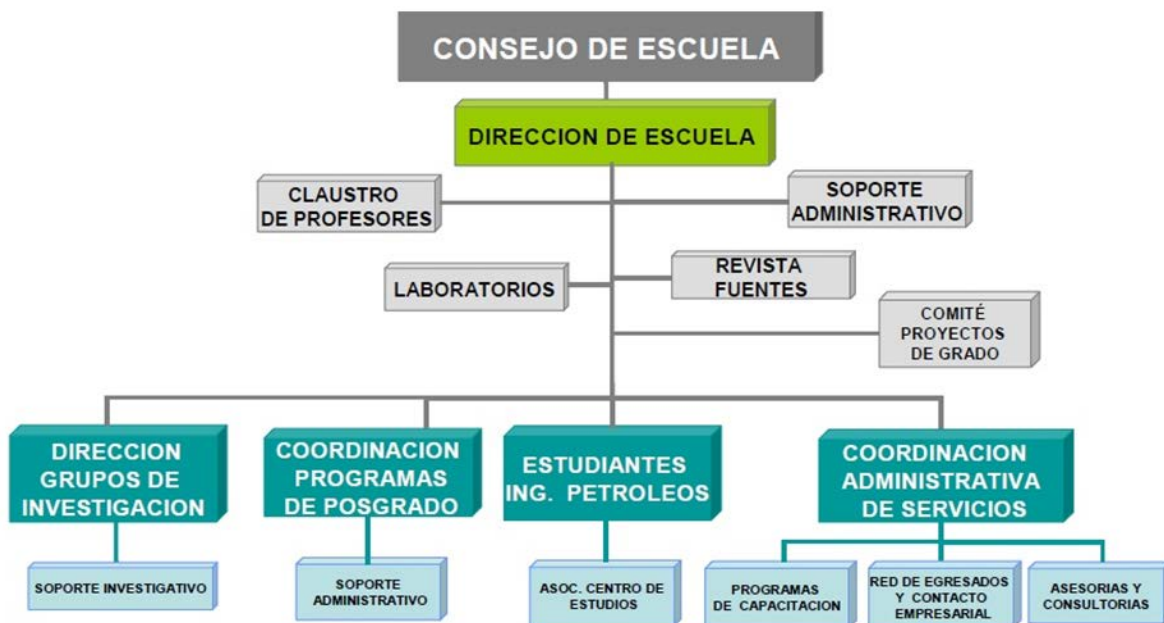 CONSEJO DE ESCUELA
DIRECCION DE ESCUELA
CLAUSTRO
DE PROFESORES
SOPORTE
ADMINISTRATIVO
LABORATORIOS
REVISTA
FUENTES
COMITÉ
PROYECTOS
DE GRADO
DIRECCION
GRUPOS DE
INVESTIGACION
COORDINACION
PROGRAMAS
DE POSGRADO
ESTUDIANTES
ING. PETROLEOS
COORDINACION
ADMINISTRATIVA
DE SERVICIOS
SOPORTE INVESTIGATIVO
SOPORTE
ADMINISTRATIVO
ASOC. CENTRO DE
ESTUDIOS
PROGRAMAS
DE CAPACITACION
RED DE EGRESADOS
Y CONTACTO
EMPRESARIAL
ASESORIAS Y
CONSULTORIAS